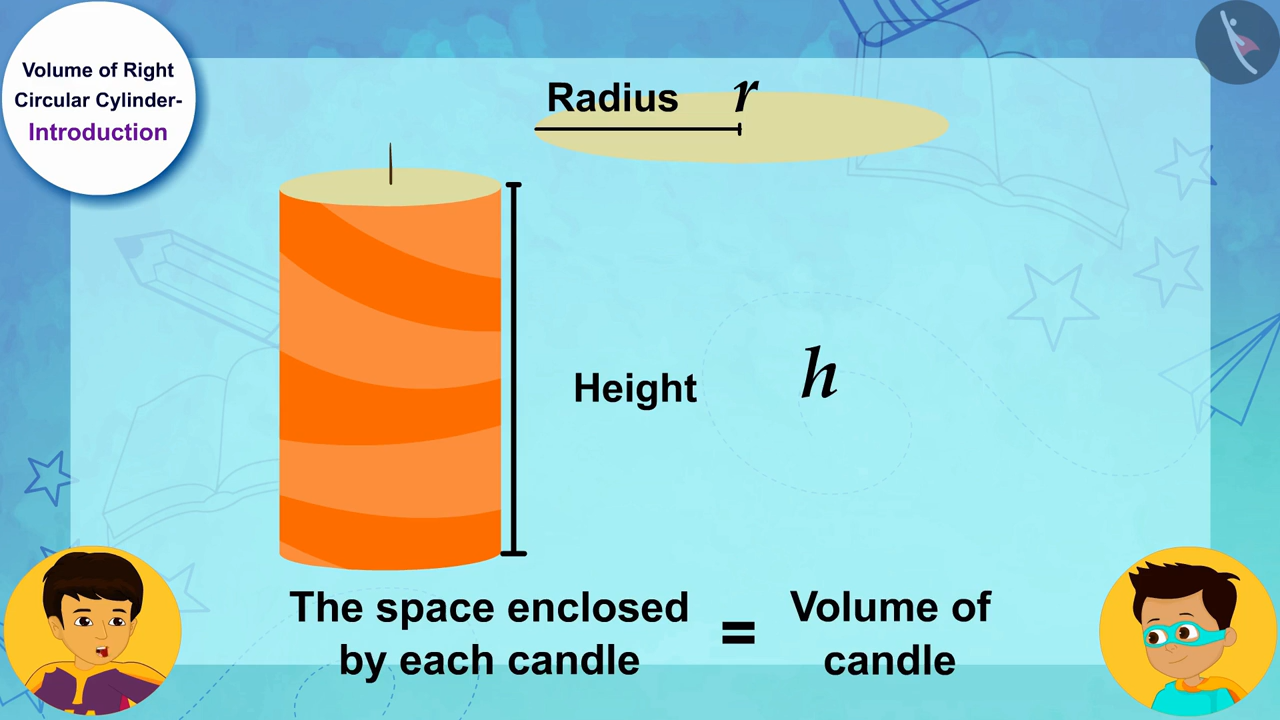 Volume of Right
Circular Cylinder-
Introduction
Radius r
Height h
The space enclosed
by each candle
=
Volume of
candle